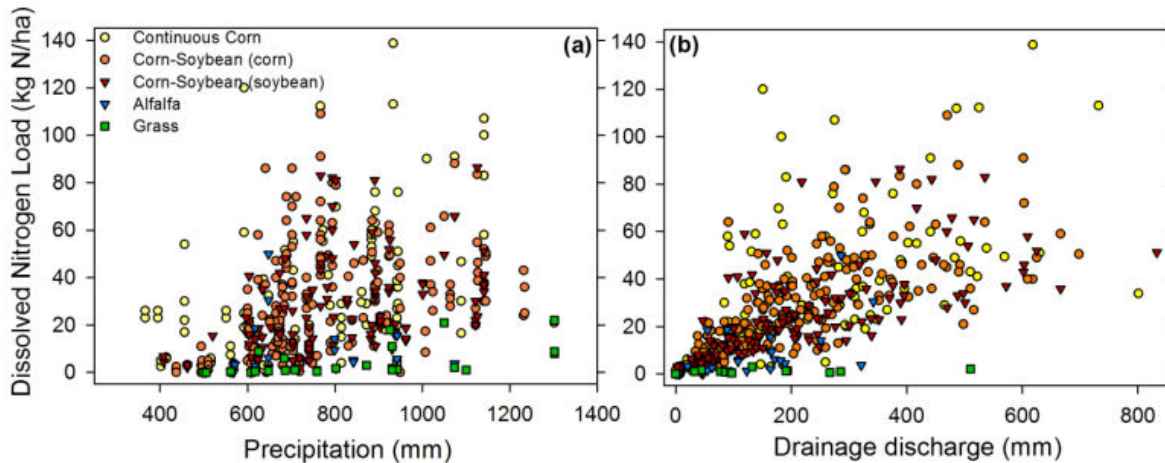 Dissolved Nitrogen Load (kg N/ha)
140
120
100
80
60
40
20
0
Continuous Corn
Corn-Soybean (corn)
Corn-Soybean (soybean)
Alfalfa
Grass
(a)
400 600 800 1000 1200 1400
Precipitation (mm)
(b)
140
120
100
80
60
40
20
0
0 200 400 600 800
Drainage discharge (mm)